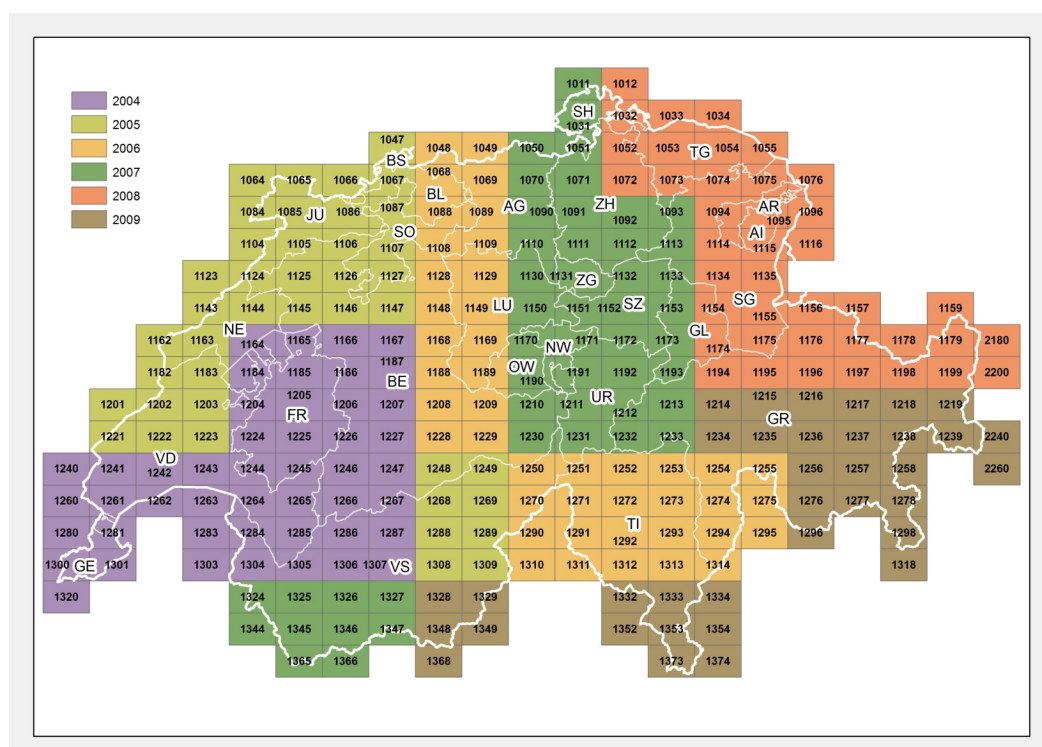 1011 1012
2004
2005
2006
2007
2008
2009
SH
1031 1032 1033 1034
1047 1048 1049 1050 1051 1052 1053 TG 1054 1055
BS
1064 1065 1066 1067 1068 1069 1070 1071 1072 1073 1074 1075 1076
BL
1084 1085 JU 1086 1087 1088 1089 AG 1090 1091 ZH 1092 1093 1094 AR 1095 1096
SO AI
1104 1105 1106 1107 1108 1109 1110 1111 1112 1113 1114 1115 1116
1123 1124 1125 1126 1127 1128 1129 1130 1131 ZG 1132 1133 1134 1135
1143 1144 1145 1146 1147 1148 1149 LU 1150 1151 1152 SZ 1153 1154 SG 1155 1156 1157 1159
NE GL
1162 1163 1164 1165 1166 1167 1168 1169 1170 NW 1171 1172 1173 1174 1175 1176 1177 1178 1179 2180
1182 1183 1184 1185 1186 1187 BE 1188 1189 OW 1190 1191 1192 1193 1194 1195 1196 1197 1198 1199 2200
1201 1202 1203 1204 1205 FR 1206 1207 1208 1209 1210 1211 UR 1212 1213 1214 1215 GR 1216 1217 1218 1219
1221 1222 1223 1224 1225 1226 1227 1228 1229 1230 1231 1232 1233 1234 1235 1236 1237 1238 1239 2240
VD
1240 1241 1242 1243 1244 1245 1246 1247 1248 1249 1250 1251 1252 1253 1254 1255 1256 1257 1258 2260
1260 1261 1262 1263 1264 1265 1266 1267 1268 1269 1270 1271 1272 1273 1274 1275 1276 1277 1278
TI
1280 1281 1283 1284 1285 1286 1287 1288 1289 1290 1291 1292 1293 1294 1295 1296 1298
1300 GE 1301 1303 1304 1305 1306 1307 VS 1308 1309 1310 1311 1312 1313 1314 1318
1320 1324 1325 1326 1327 1328 1329 1332 1333 1334
1344 1345 1346 1347 1348 1349 1352 1353 1354
1365 1366 1368 1373 1374